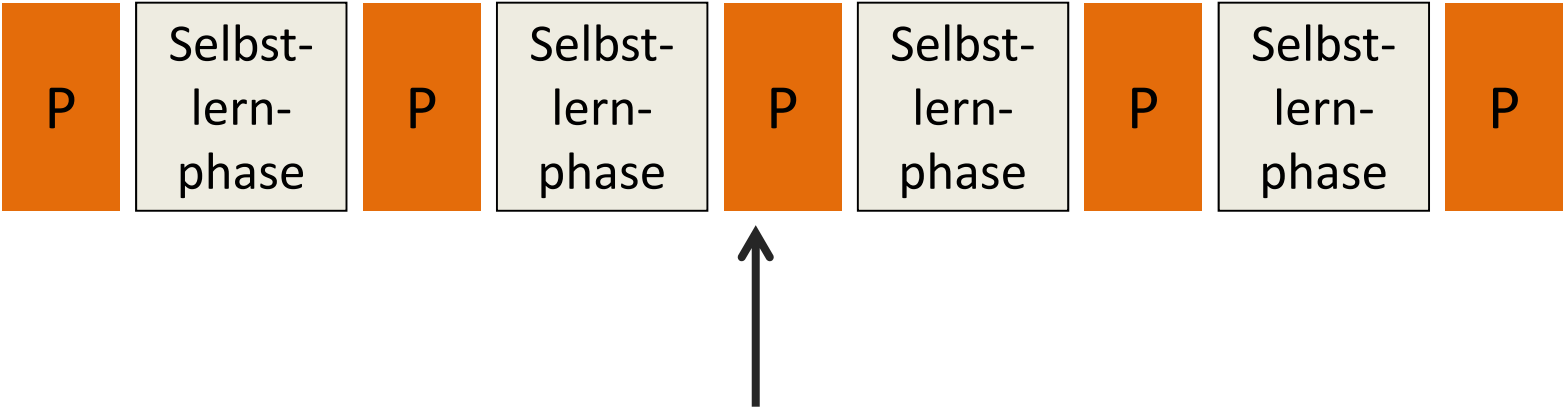 P
Selbst-
lern-
phase
P
Selbst-
lern-
phase
P
Selbst-
lern-
phase
P
Selbst-
lern-
phase
P